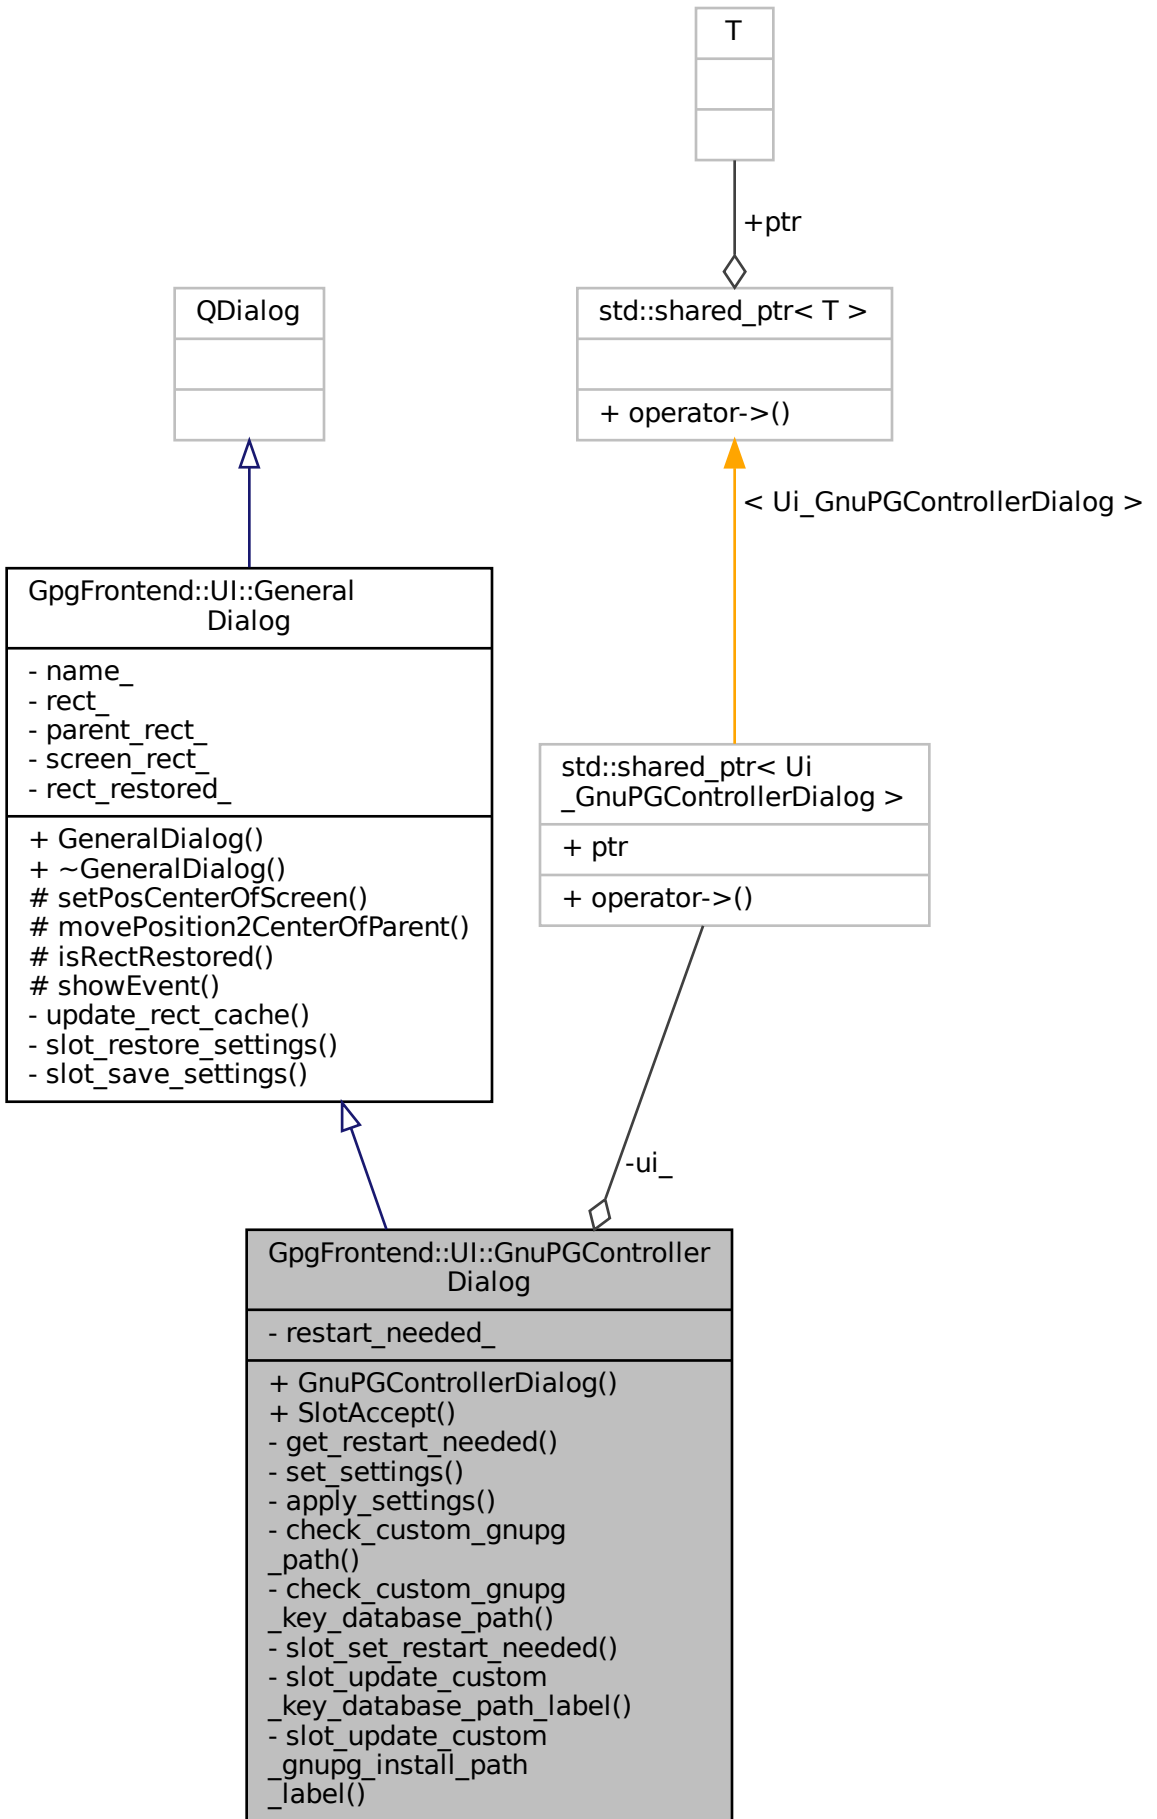 T
+ptr
QDialog
std::shared_ptr< T >
+ operator->()
< Ui_GnuPGControllerDialog >
GpgFrontend::UI::General
Dialog
- name_
- rect_
- parent_rect_
- screen_rect_
- rect_restored_
+ GeneralDialog()
+ ~GeneralDialog()
# setPosCenterOfScreen()
# movePosition2CenterOfParent()
# isRectRestored()
# showEvent()
- update_rect_cache()
- slot_restore_settings()
- slot_save_settings()
std::shared_ptr< Ui
_GnuPGControllerDialog >
+ ptr
+ operator->()
-ui_
GpgFrontend::UI::GnuPGController
Dialog
- restart_needed_
+ GnuPGControllerDialog()
+ SlotAccept()
- get_restart_needed()
- set_settings()
- apply_settings()
- check_custom_gnupg
_path()
- check_custom_gnupg
_key_database_path()
- slot_set_restart_needed()
- slot_update_custom
_key_database_path_label()
- slot_update_custom
_gnupg_install_path
_label()